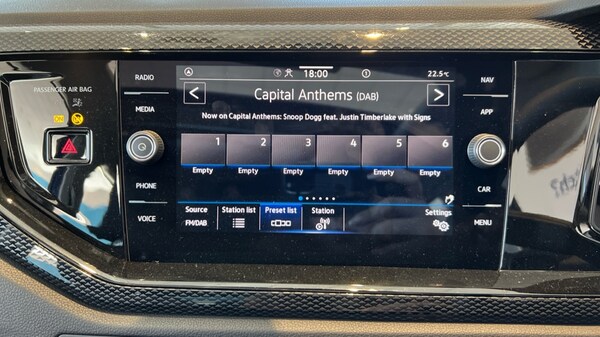 PASSENGER AIR BAG
ON
RADIO
MEDIA
PHONE
VOICE
18:00
22.5°C
Capital Anthems (DAB)
Now on Capital Anthems: Snoop Dogg feat. Justin Timberlake with Signs
1 2 3 4 5 6
Empty Empty Empty Empty Empty Empty
Source Station list Preset list Station Settings
FM/DAB
NAV
APP
CAR
MENU